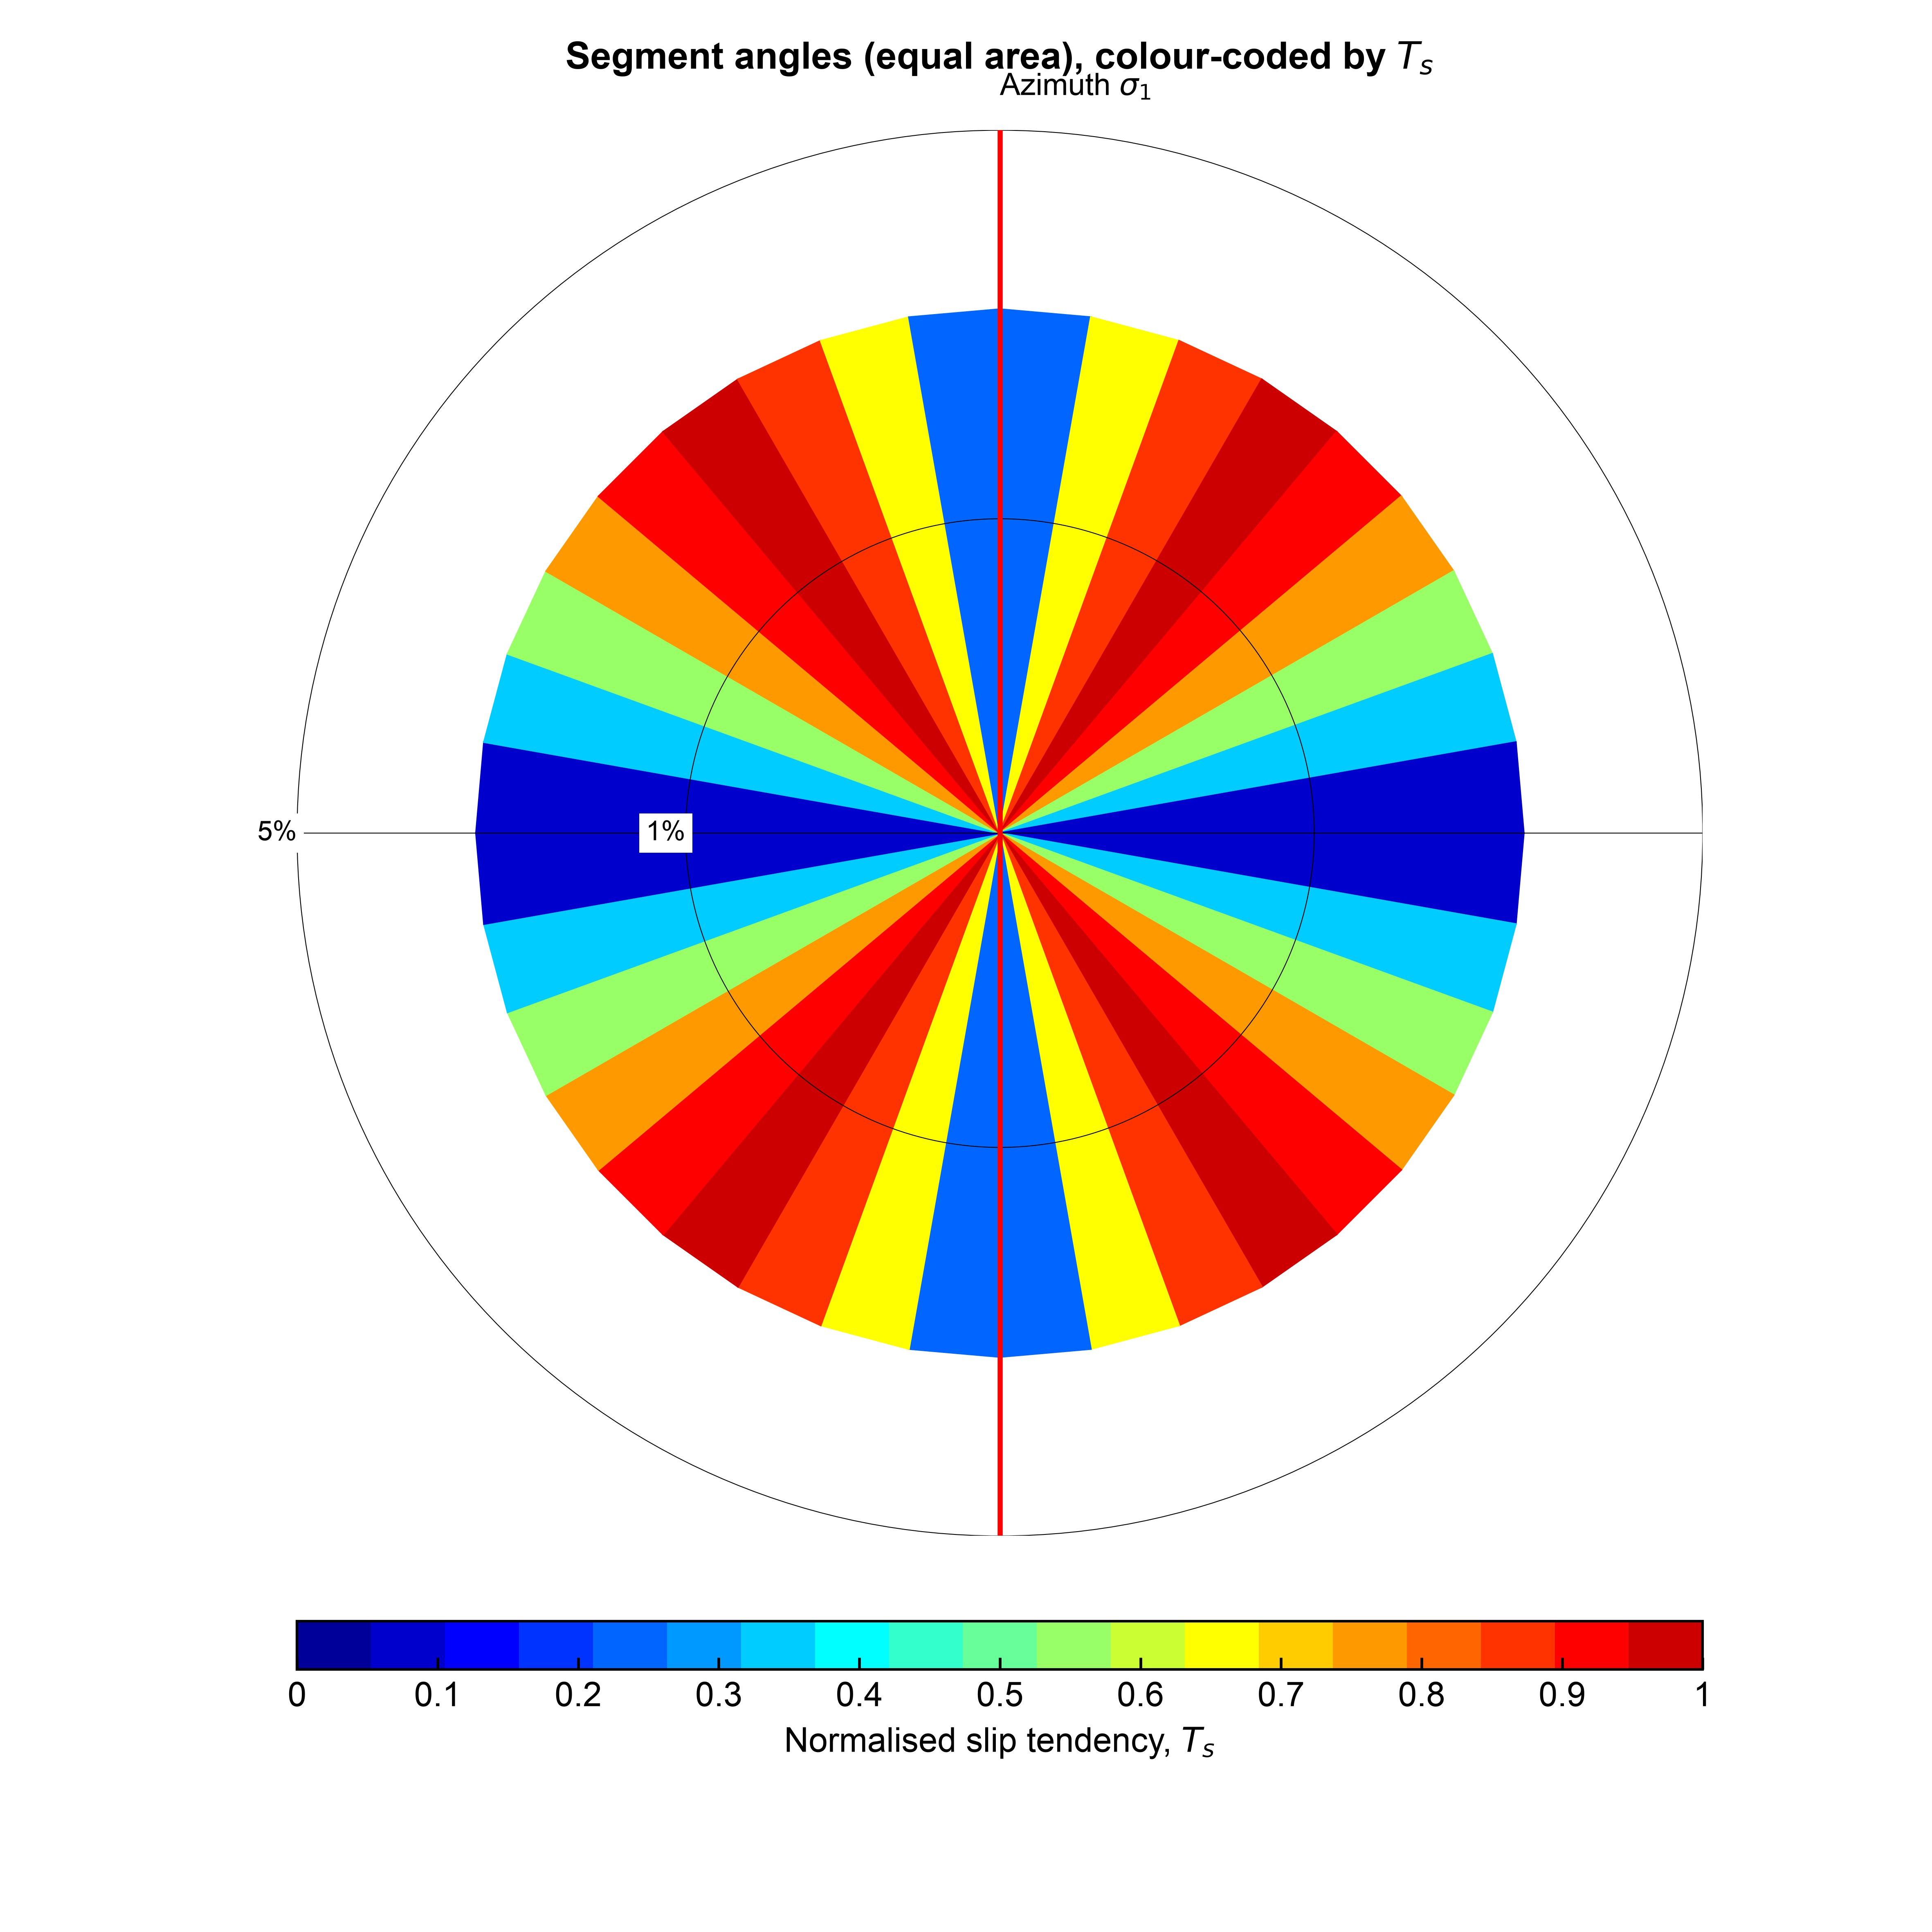 Segment angles (equal area), colour-coded by Tₛ
Azimuth σ₁
5%
1%
0 0.1 0.2 0.3 0.4 0.5 0.6 0.7 0.8 0.9 1
Normalised slip tendency, Tₛ